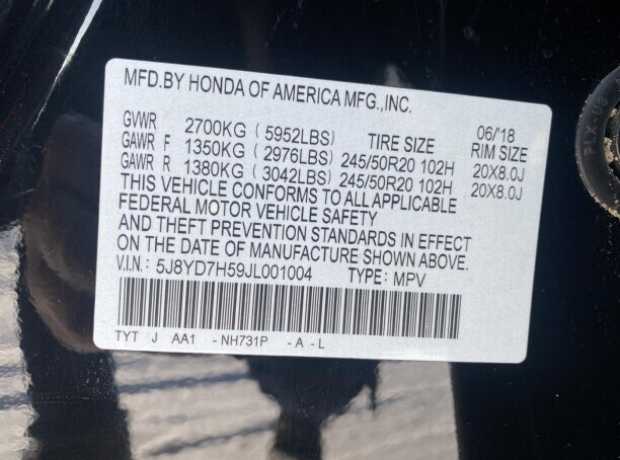 MFD.BY HONDA OF AMERICA MFG.,INC.
06/'18
GVWR 2700KG ( 5952LBS) TIRE SIZE RIM SIZE
GAWR F 1350KG ( 2976LBS) 245/50R20 102H 20X8.0J
GAWR R 1380KG ( 3042LBS) 245/50R20 102H 20X8.0J
THIS VEHICLE CONFORMS TO ALL APPLICABLE
FEDERAL MOTOR VEHICLE SAFETY
AND THEFT PREVENTION STANDARDS IN EFFECT
ON THE DATE OF MANUFACTURE SHOWN ABOVE.
V.I.N.: 5J8YD7H59JL001004 TYPE: MPV
TYT J AA1 - NH731P - A - L